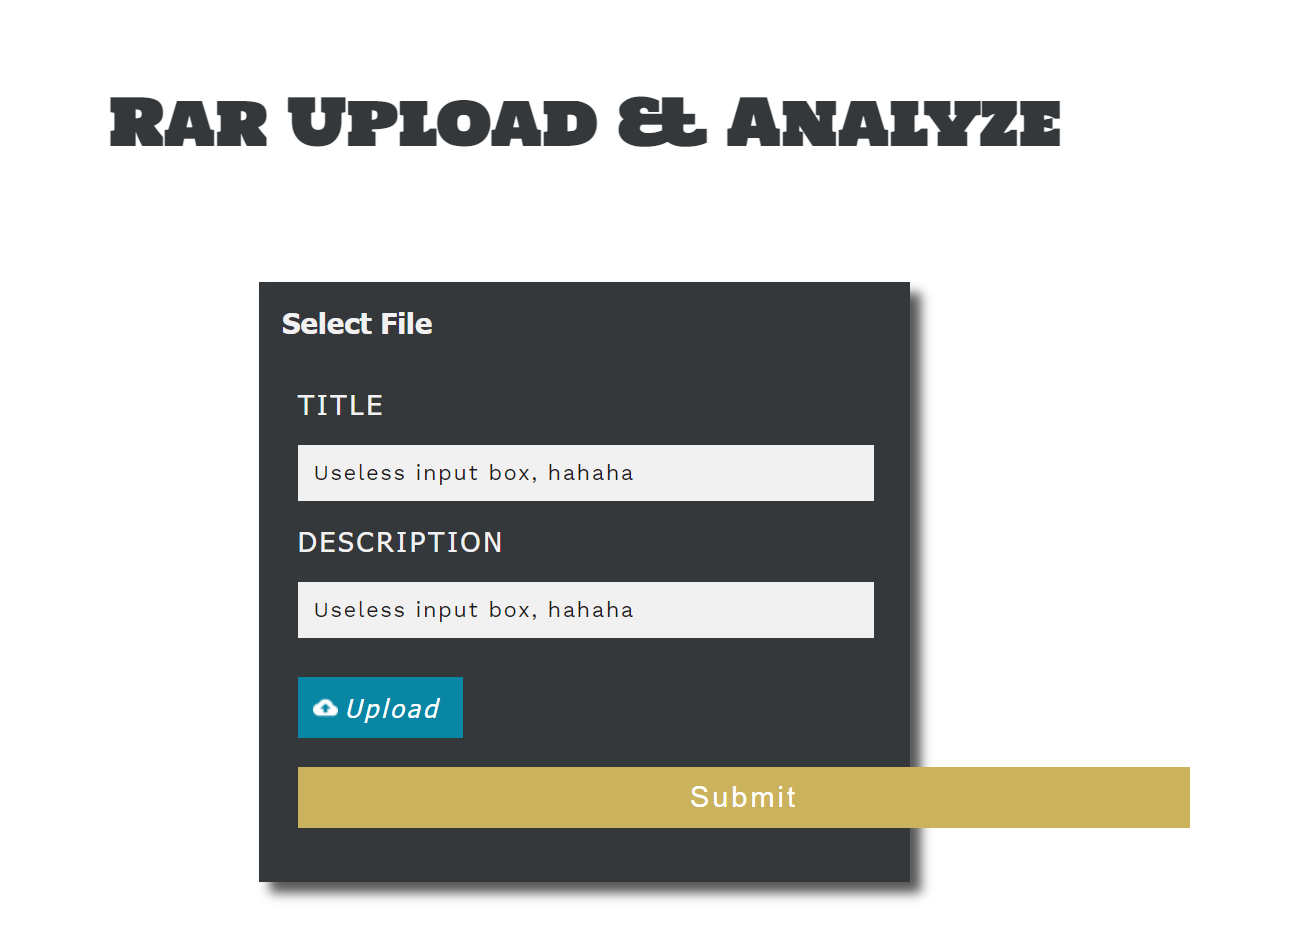 Rar Upload & Analyze
Select File
TITLE
Useless input box, hahaha
DESCRIPTION
Useless input box, hahaha
Upload
Submit